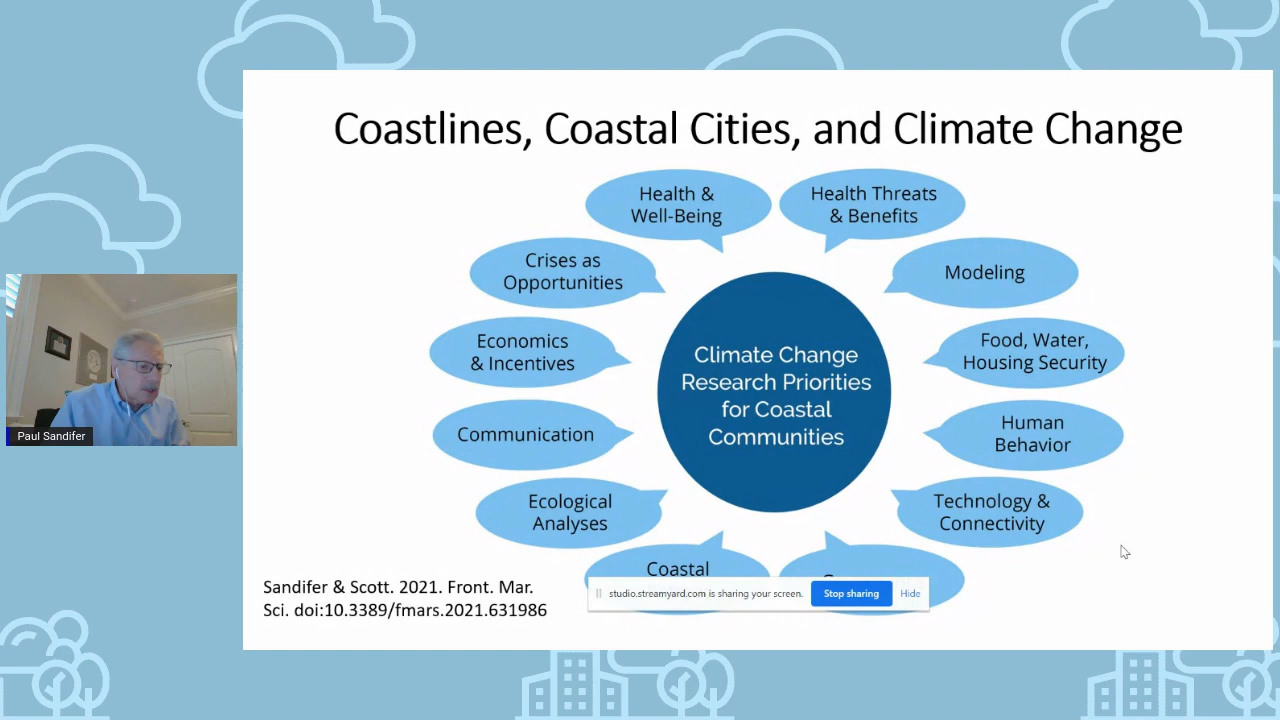 Coastlines, Coastal Cities, and Climate Change
Health &
Well-Being
Health Threats
& Benefits
Crises as
Opportunities
Modeling
Economics
& Incentives
Food, Water,
Housing Security
Climate Change
Research Priorities
for Coastal
Communities
Communication
Human
Behavior
Ecological
Analyses
Technology &
Connectivity
Coastal
Sandifer & Scott. 2021. Front. Mar.
Sci. doi:10.3389/fmars.2021.631986
studio.streamyard.com is sharing your screen.
Stop sharing
Hide
Paul Sandifer